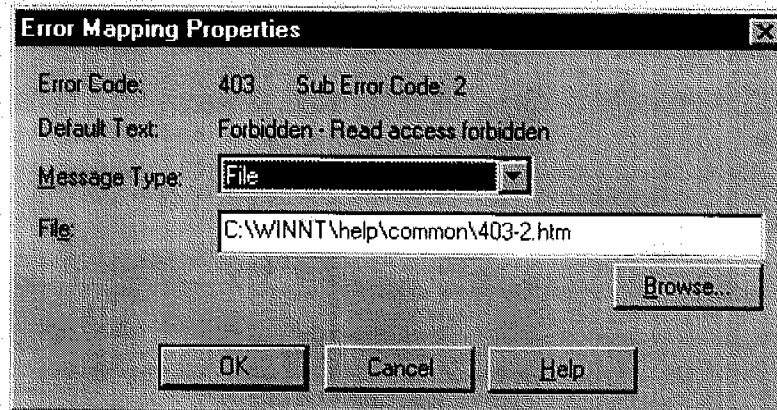 Error Mapping Properties
Error Code: 403 Sub Error Code: 2
Default Text: Forbidden - Read access forbidden
Message Type: File
File: C:\WINNT\help\common\403-2.htm
Browse...
OK Cancel Help